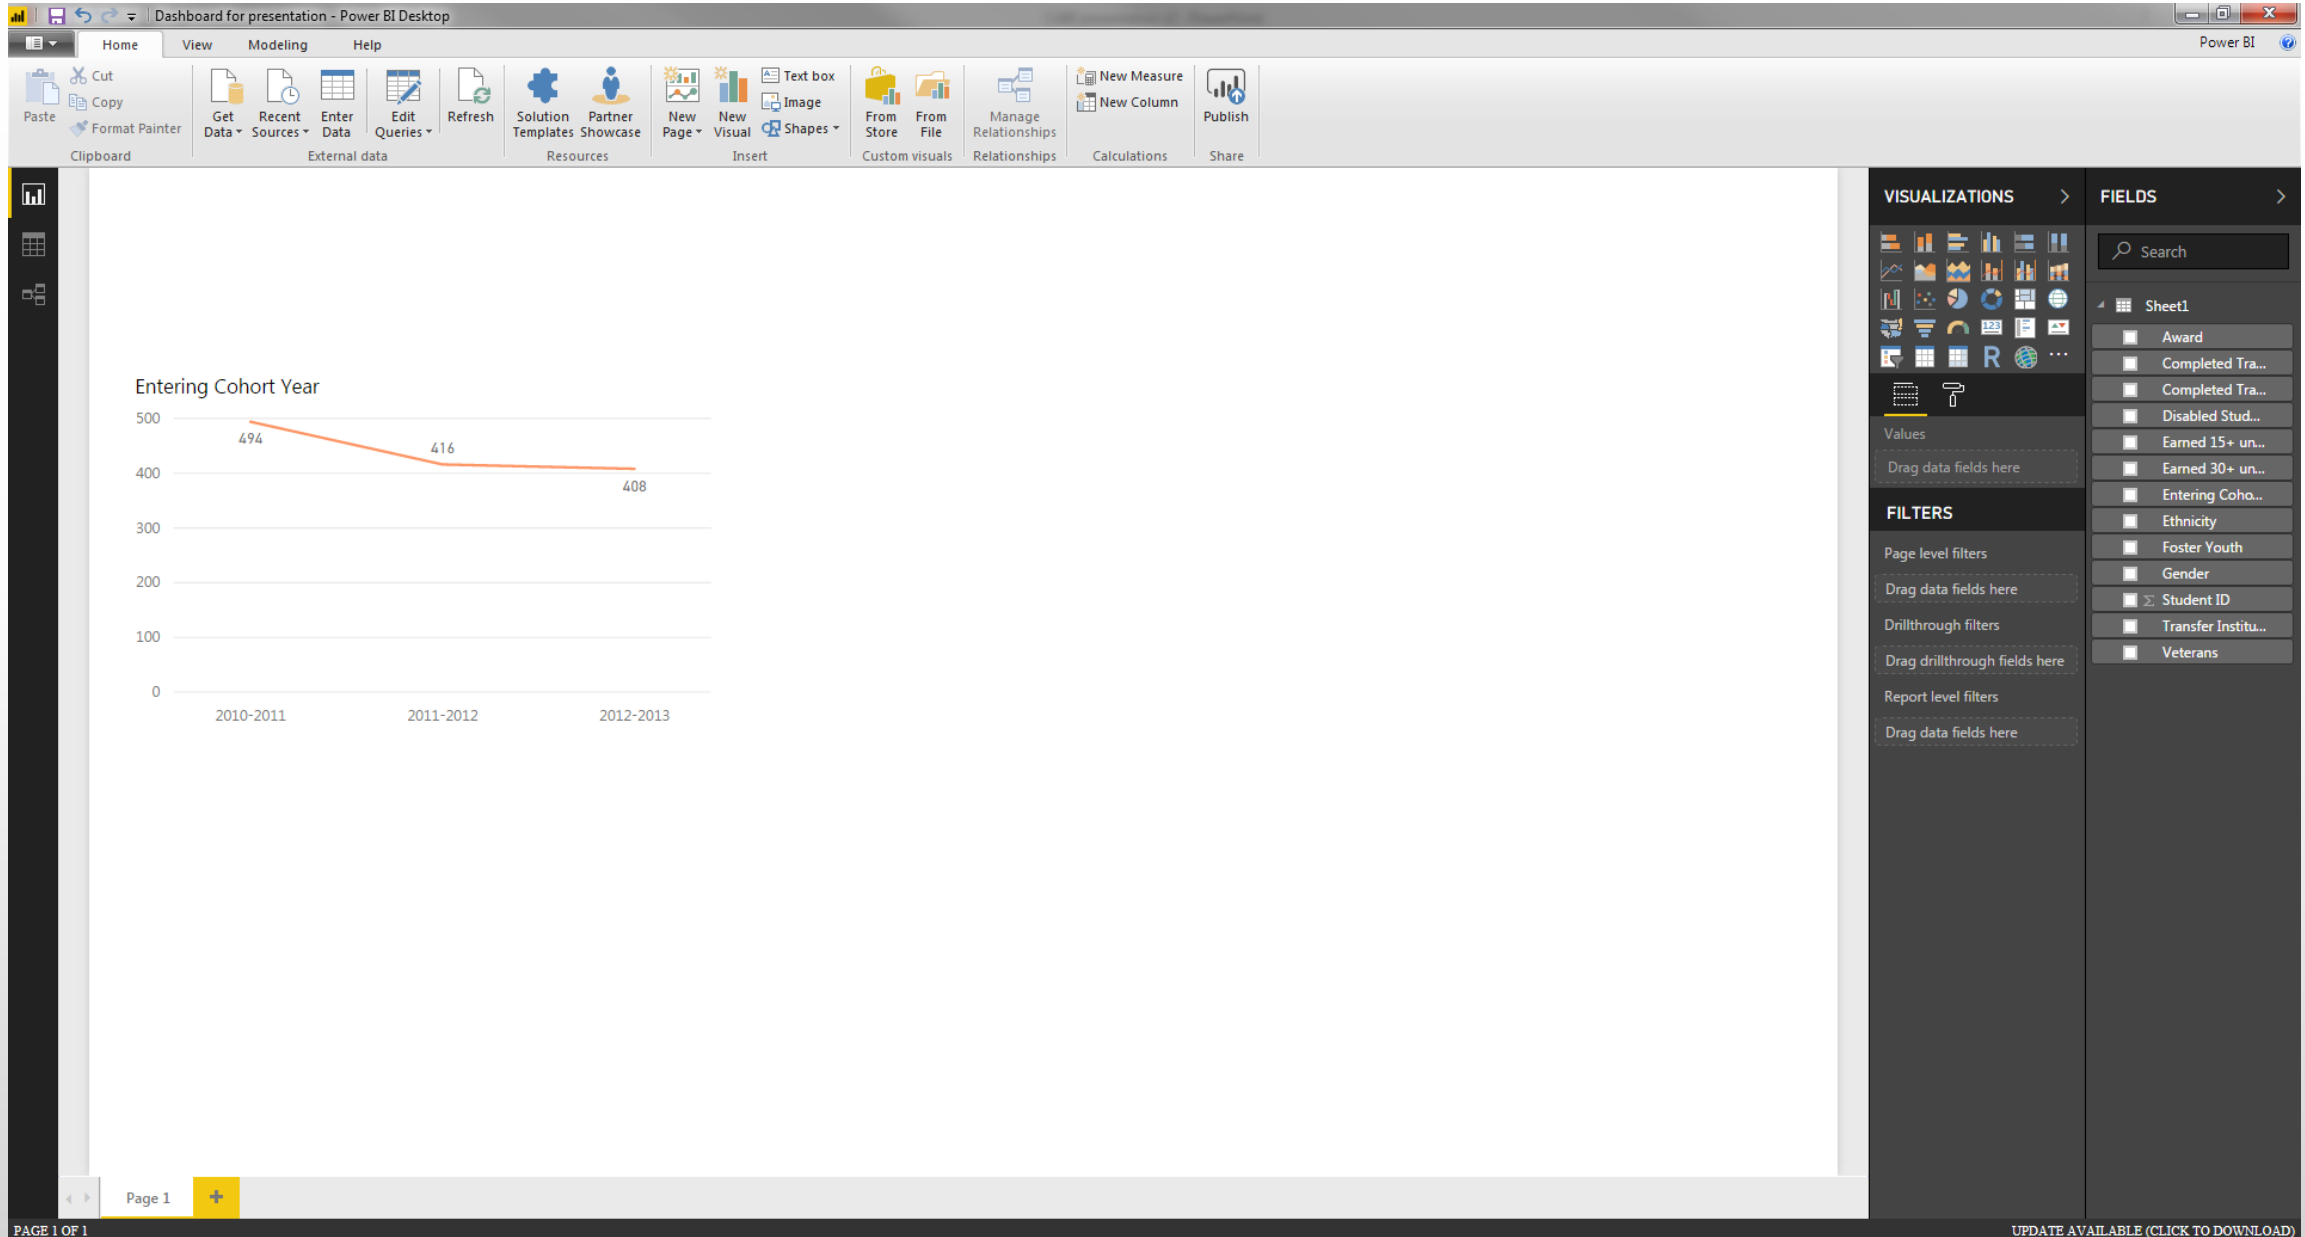 Dashboard for presentation - Power BI Desktop
Home View Modeling Help Power BI
Paste
Cut
Copy
Format Painter
Clipboard
Get Data
Recent Sources
Enter Data
Edit Queries
Refresh
External data
Solution Templates
Partner Showcase
Resources
New Page
New Visual
Text box
Image
Shapes
Insert
From Store
From File
Custom visuals
Manage Relationships
Relationships
New Measure
New Column
Calculations
Publish
Share
Entering Cohort Year
500
400
300
200
100
0
494
416
408
2010-2011 2011-2012 2012-2013
VISUALIZATIONS
123
R
Values
Drag data fields here
FILTERS
Page level filters
Drag data fields here
Drillthrough filters
Drag drillthrough fields here
Report level filters
Drag data fields here
FIELDS
Search
Sheet1
Award
Completed Tra...
Completed Tra...
Disabled Stud...
Earned 15+ un...
Earned 30+ un...
Entering Coho...
Ethnicity
Foster Youth
Gender
Σ Student ID
Transfer Institu...
Veterans
Page 1
PAGE 1 OF 1
UPDATE AVAILABLE (CLICK TO DOWNLOAD)